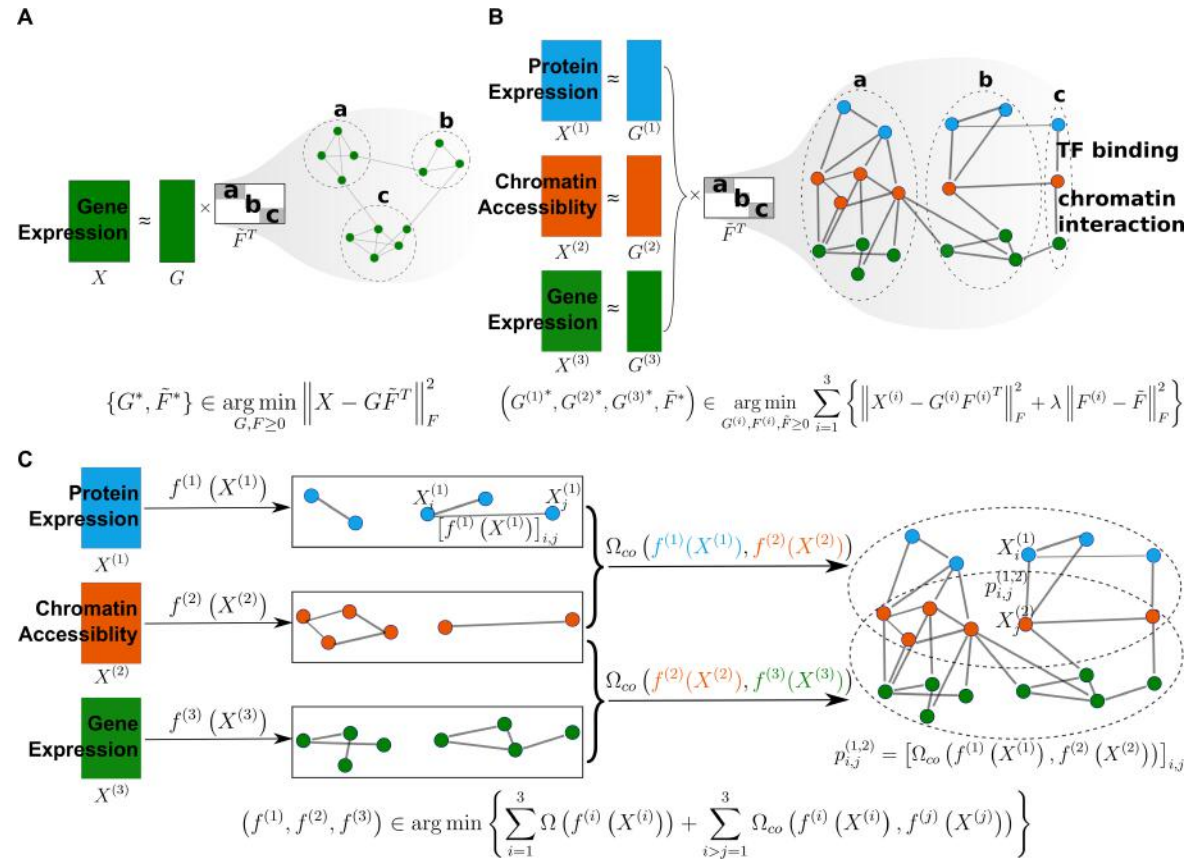 A
Gene
Expression
X
≈
G
×
a
b
c
F̃^T
a
b
c
{G^*, F̃^*} ∈ arg min_{G,F≥0} ‖X − GF̃^T‖_F^2
B
Protein
Expression
X^(1)
≈
G^(1)
Chromatin
Accessiblity
X^(2)
≈
G^(2)
Gene
Expression
X^(3)
≈
G^(3)
×
a
b
c
F̃^T
a
b
c
TF binding
chromatin
interaction
(G^(1)*, G^(2)*, G^(3)*, F̃^*) ∈ arg min_{G^(i),F^(i),F̃≥0} ∑_{i=1}^{3} {‖X^(i) − G^(i)F^(i)^T‖_F^2 + λ‖F^(i) − F̃‖_F^2}
C
Protein
Expression
X^(1)
f^(1) (X^(1))
X_i^(1)
X_j^(1)
[f^(1) (X^(1))]_{i,j}
Chromatin
Accessiblity
X^(2)
f^(2) (X^(2))
Gene
Expression
X^(3)
f^(3) (X^(3))
Ω_co (f^(1)(X^(1)), f^(2)(X^(2)))
Ω_co (f^(2)(X^(2)), f^(3)(X^(3)))
X_i^(1)
p_{i,j}^(1,2)
X_j^(2)
p_{i,j}^(1,2) = [Ω_co (f^(1) (X^(1)), f^(2) (X^(2)))]_{i,j}
(f^(1), f^(2), f^(3)) ∈ arg min {∑_{i=1}^{3} Ω (f^(i) (X^(i))) + ∑_{i>j=1}^{3} Ω_co (f^(i) (X^(i)), f^(j) (X^(j)))}